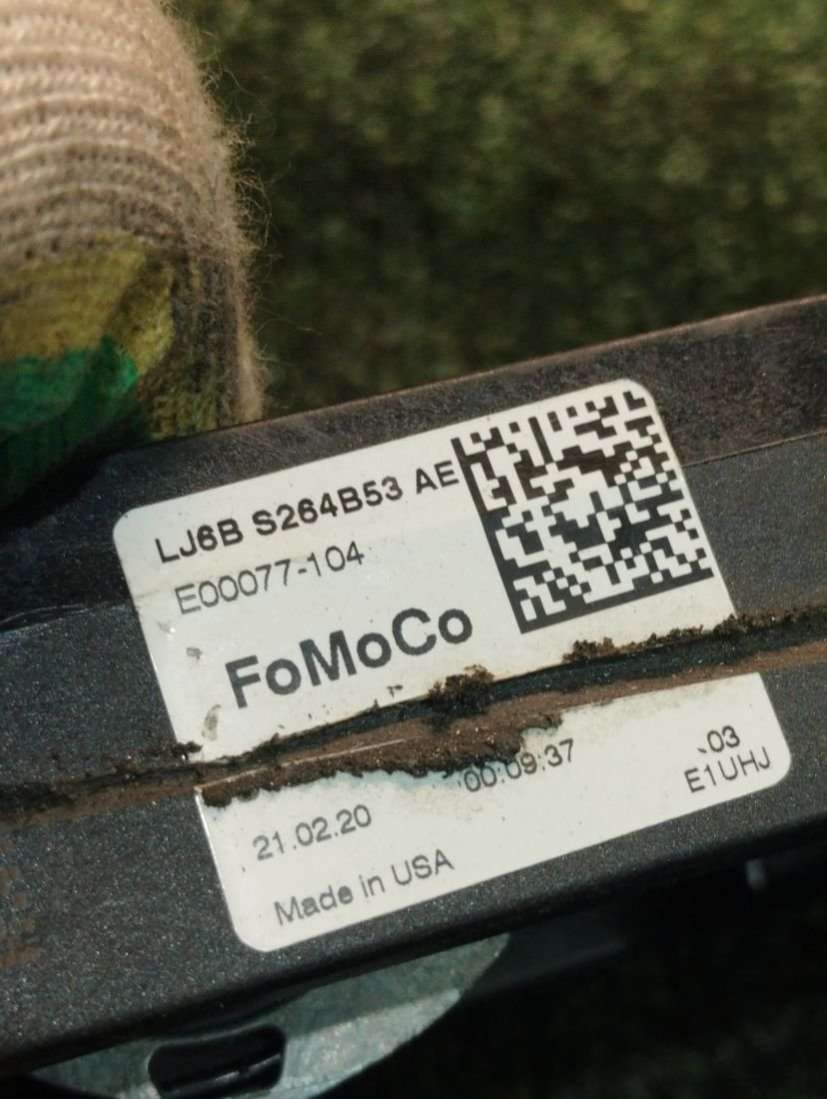 LJ6B S264B53 AE
E00077-104
FoMoCo
21.02.20 00:09:37 03
E1UHJ
Made in USA